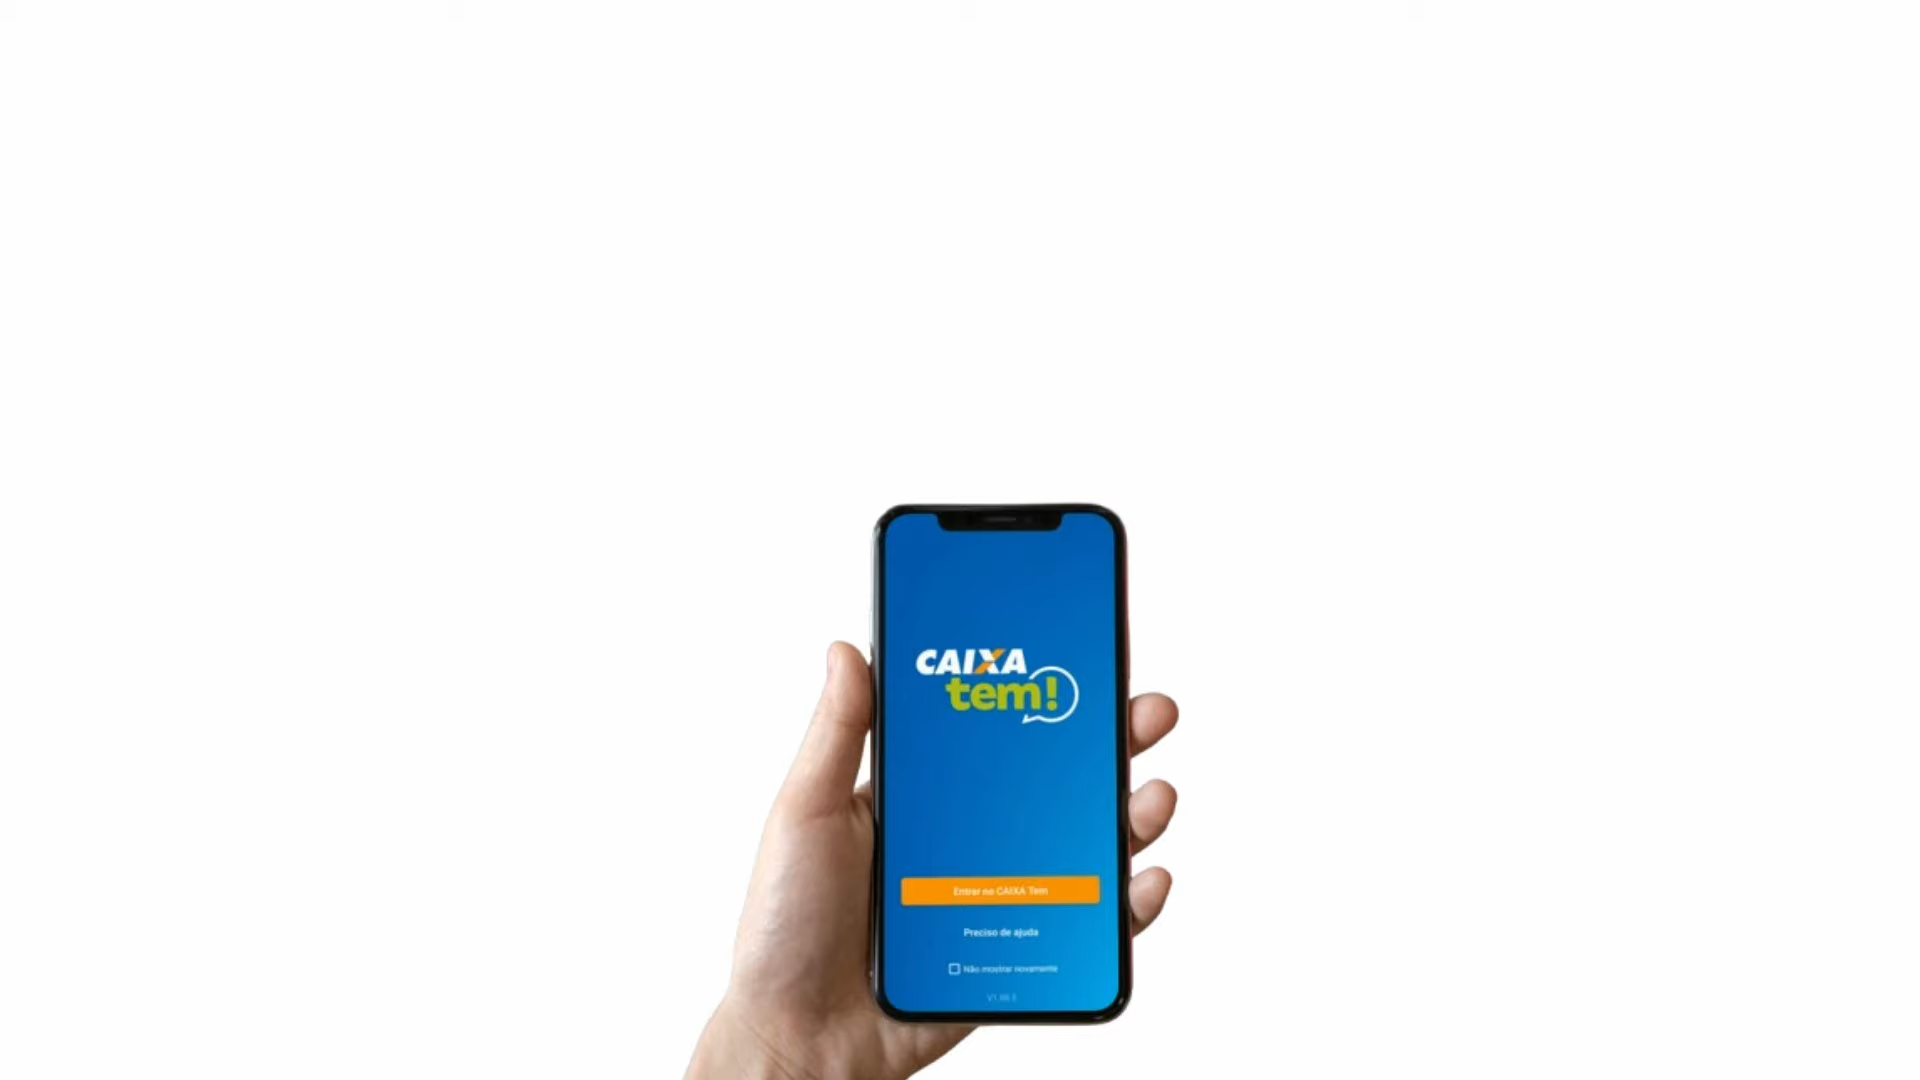 CAIXA
tem!
Entrar no CAIXA Tem
Preciso de ajuda
Não mostrar novamente